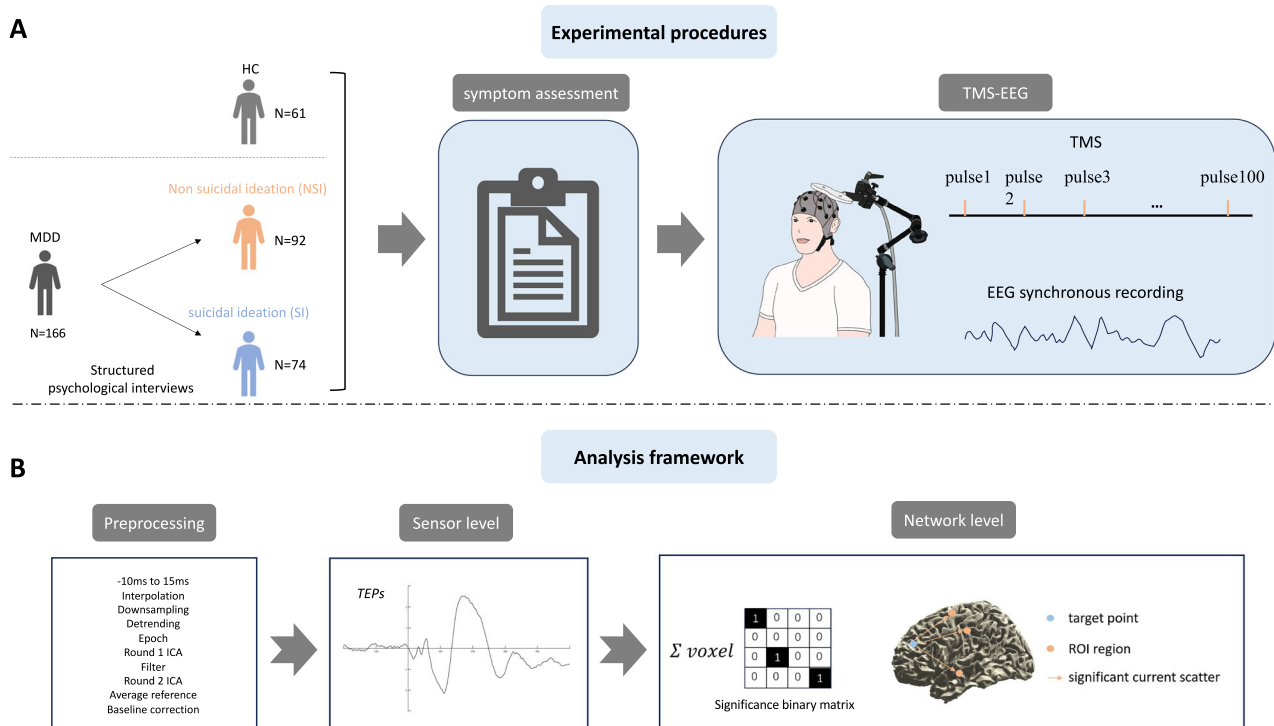 A
Experimental procedures
HC
N=61
Non suicidal ideation (NSI)
N=92
MDD
N=166
suicidal ideation (SI)
N=74
Structured
psychological interviews
symptom assessment
TMS-EEG
TMS
pulse1 pulse 2 pulse3 ... pulse100
EEG synchronous recording
B
Analysis framework
Preprocessing
-10ms to 15ms
Interpolation
Downsampling
Detrending
Epoch
Round 1 ICA
Filter
Round 2 ICA
Average reference
Baseline correction
Sensor level
TEPs
Network level
Σ voxel
1 0 0 0
0 0 0 0
0 1 0 0
0 0 0 1
Significance binary matrix
target point
ROI region
significant current scatter